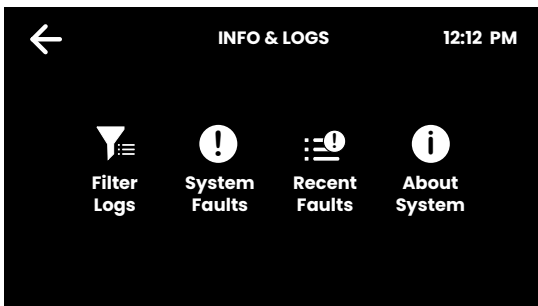 INFO & LOGS
12:12 PM
Filter
Logs
System
Faults
Recent
Faults
About
System